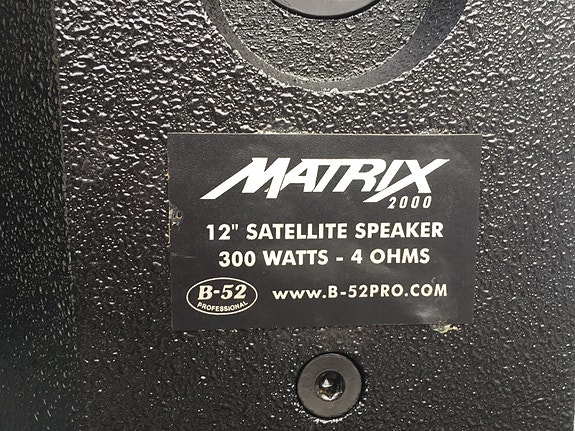 MATRIX
2000
12" SATELLITE SPEAKER
300 WATTS - 4 OHMS
B-52
PROFESSIONAL
WWW.B-52PRO.COM